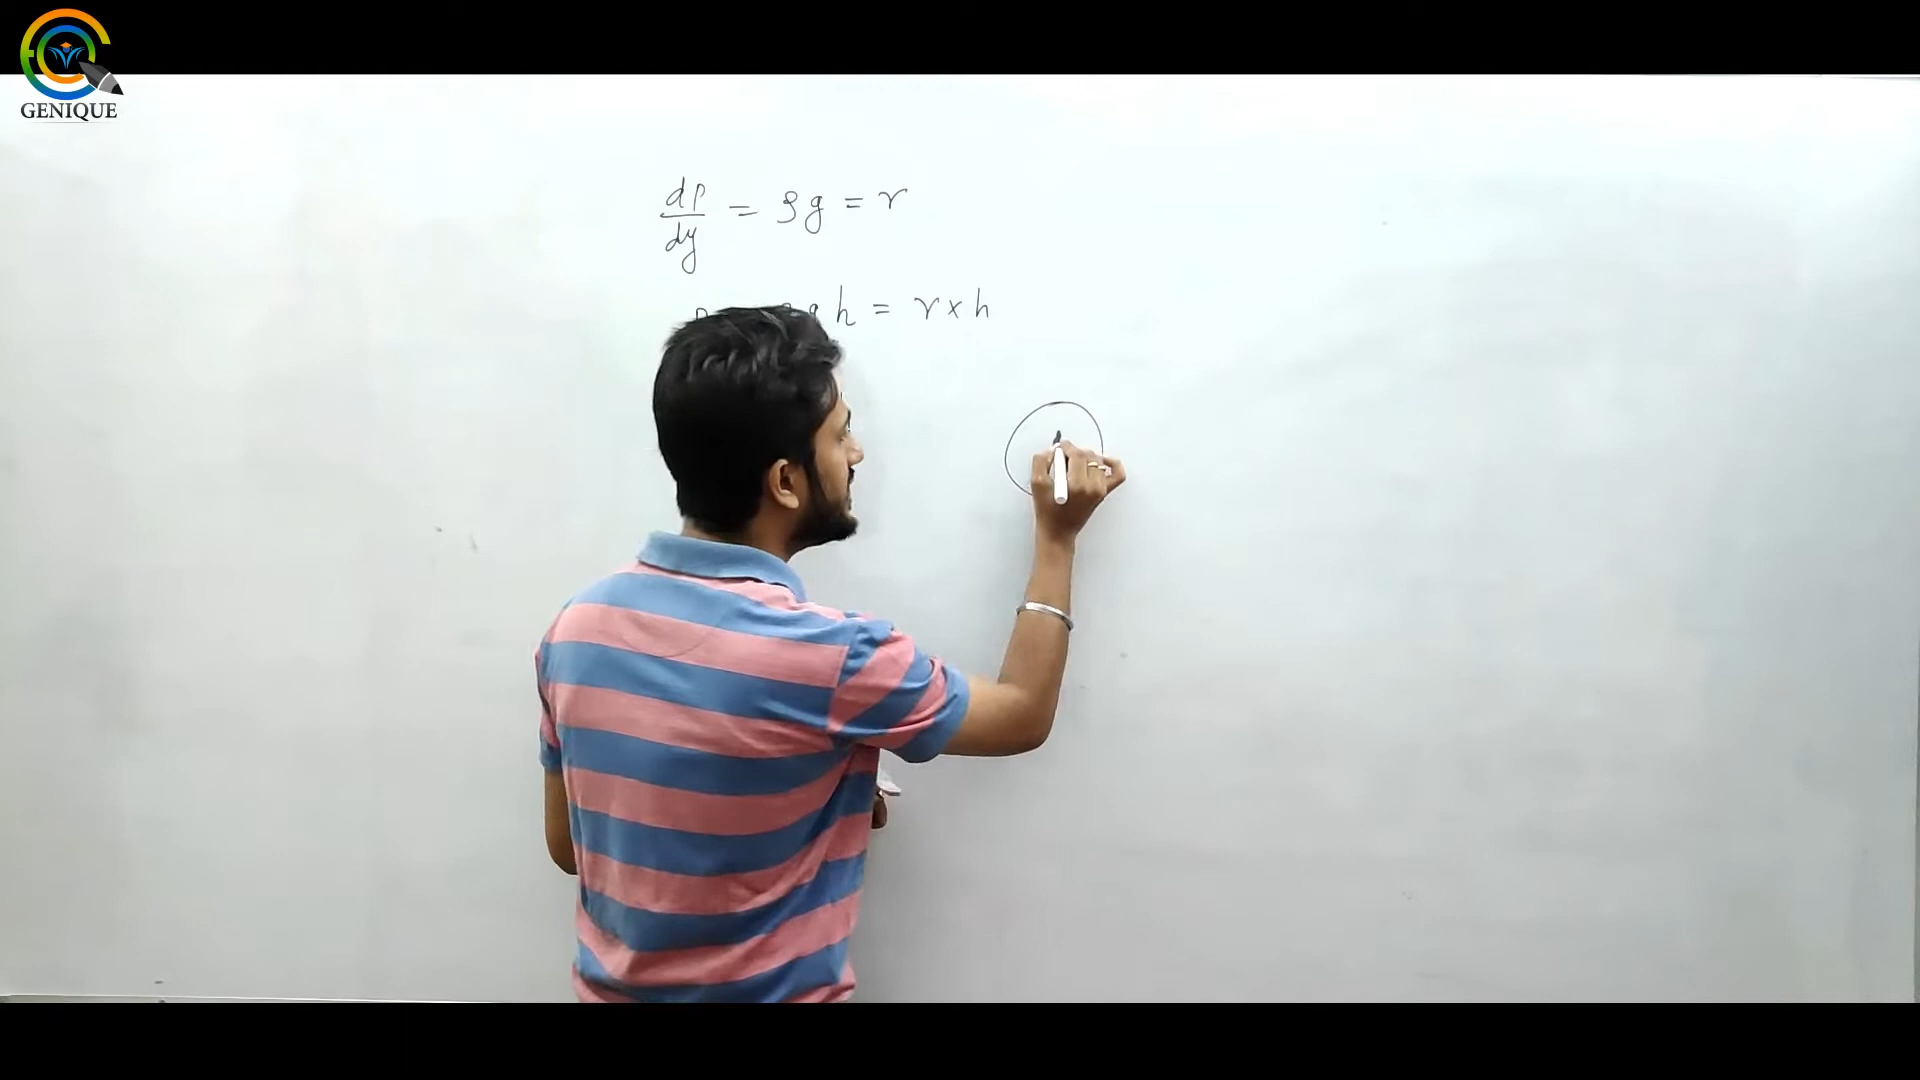 GENIQUE
dP/dy = ρg = γ
h = γ × h